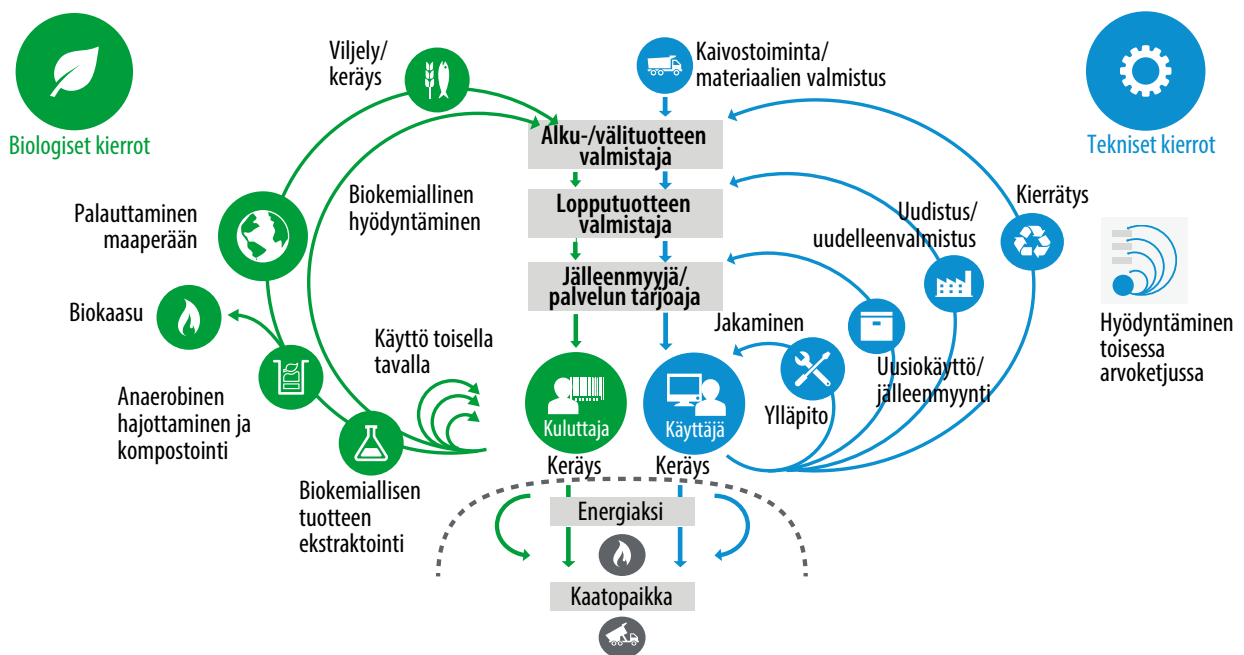 Viljely/
keräys
Kaivostoiminta/
materiaalien valmistus
Biologiset kierrot
Tekniset kierrot
Alku-/välituotteen
valmistaja
Palauttaminen
maaperään
Biokemiallinen
hyödyntäminen
Lopputuotteen
valmistaja
Uudistus/
uudelleenvalmistus
Kierrätys
Jälleenmyyjä/
palvelun tarjoaja
Biokaasu
Käyttö toisella
tavalla
Jakaminen
Hyödyntäminen
toisessa
arvoketjussa
Uusiokäyttö/
jälleenmyynti
Anaerobinen
hajottaminen ja
kompostointi
Ylläpito
Kuluttaja
Käyttäjä
Keräys
Keräys
Biokemiallisen
tuotteen
ekstraktointi
Energiaksi
Kaatopaikka